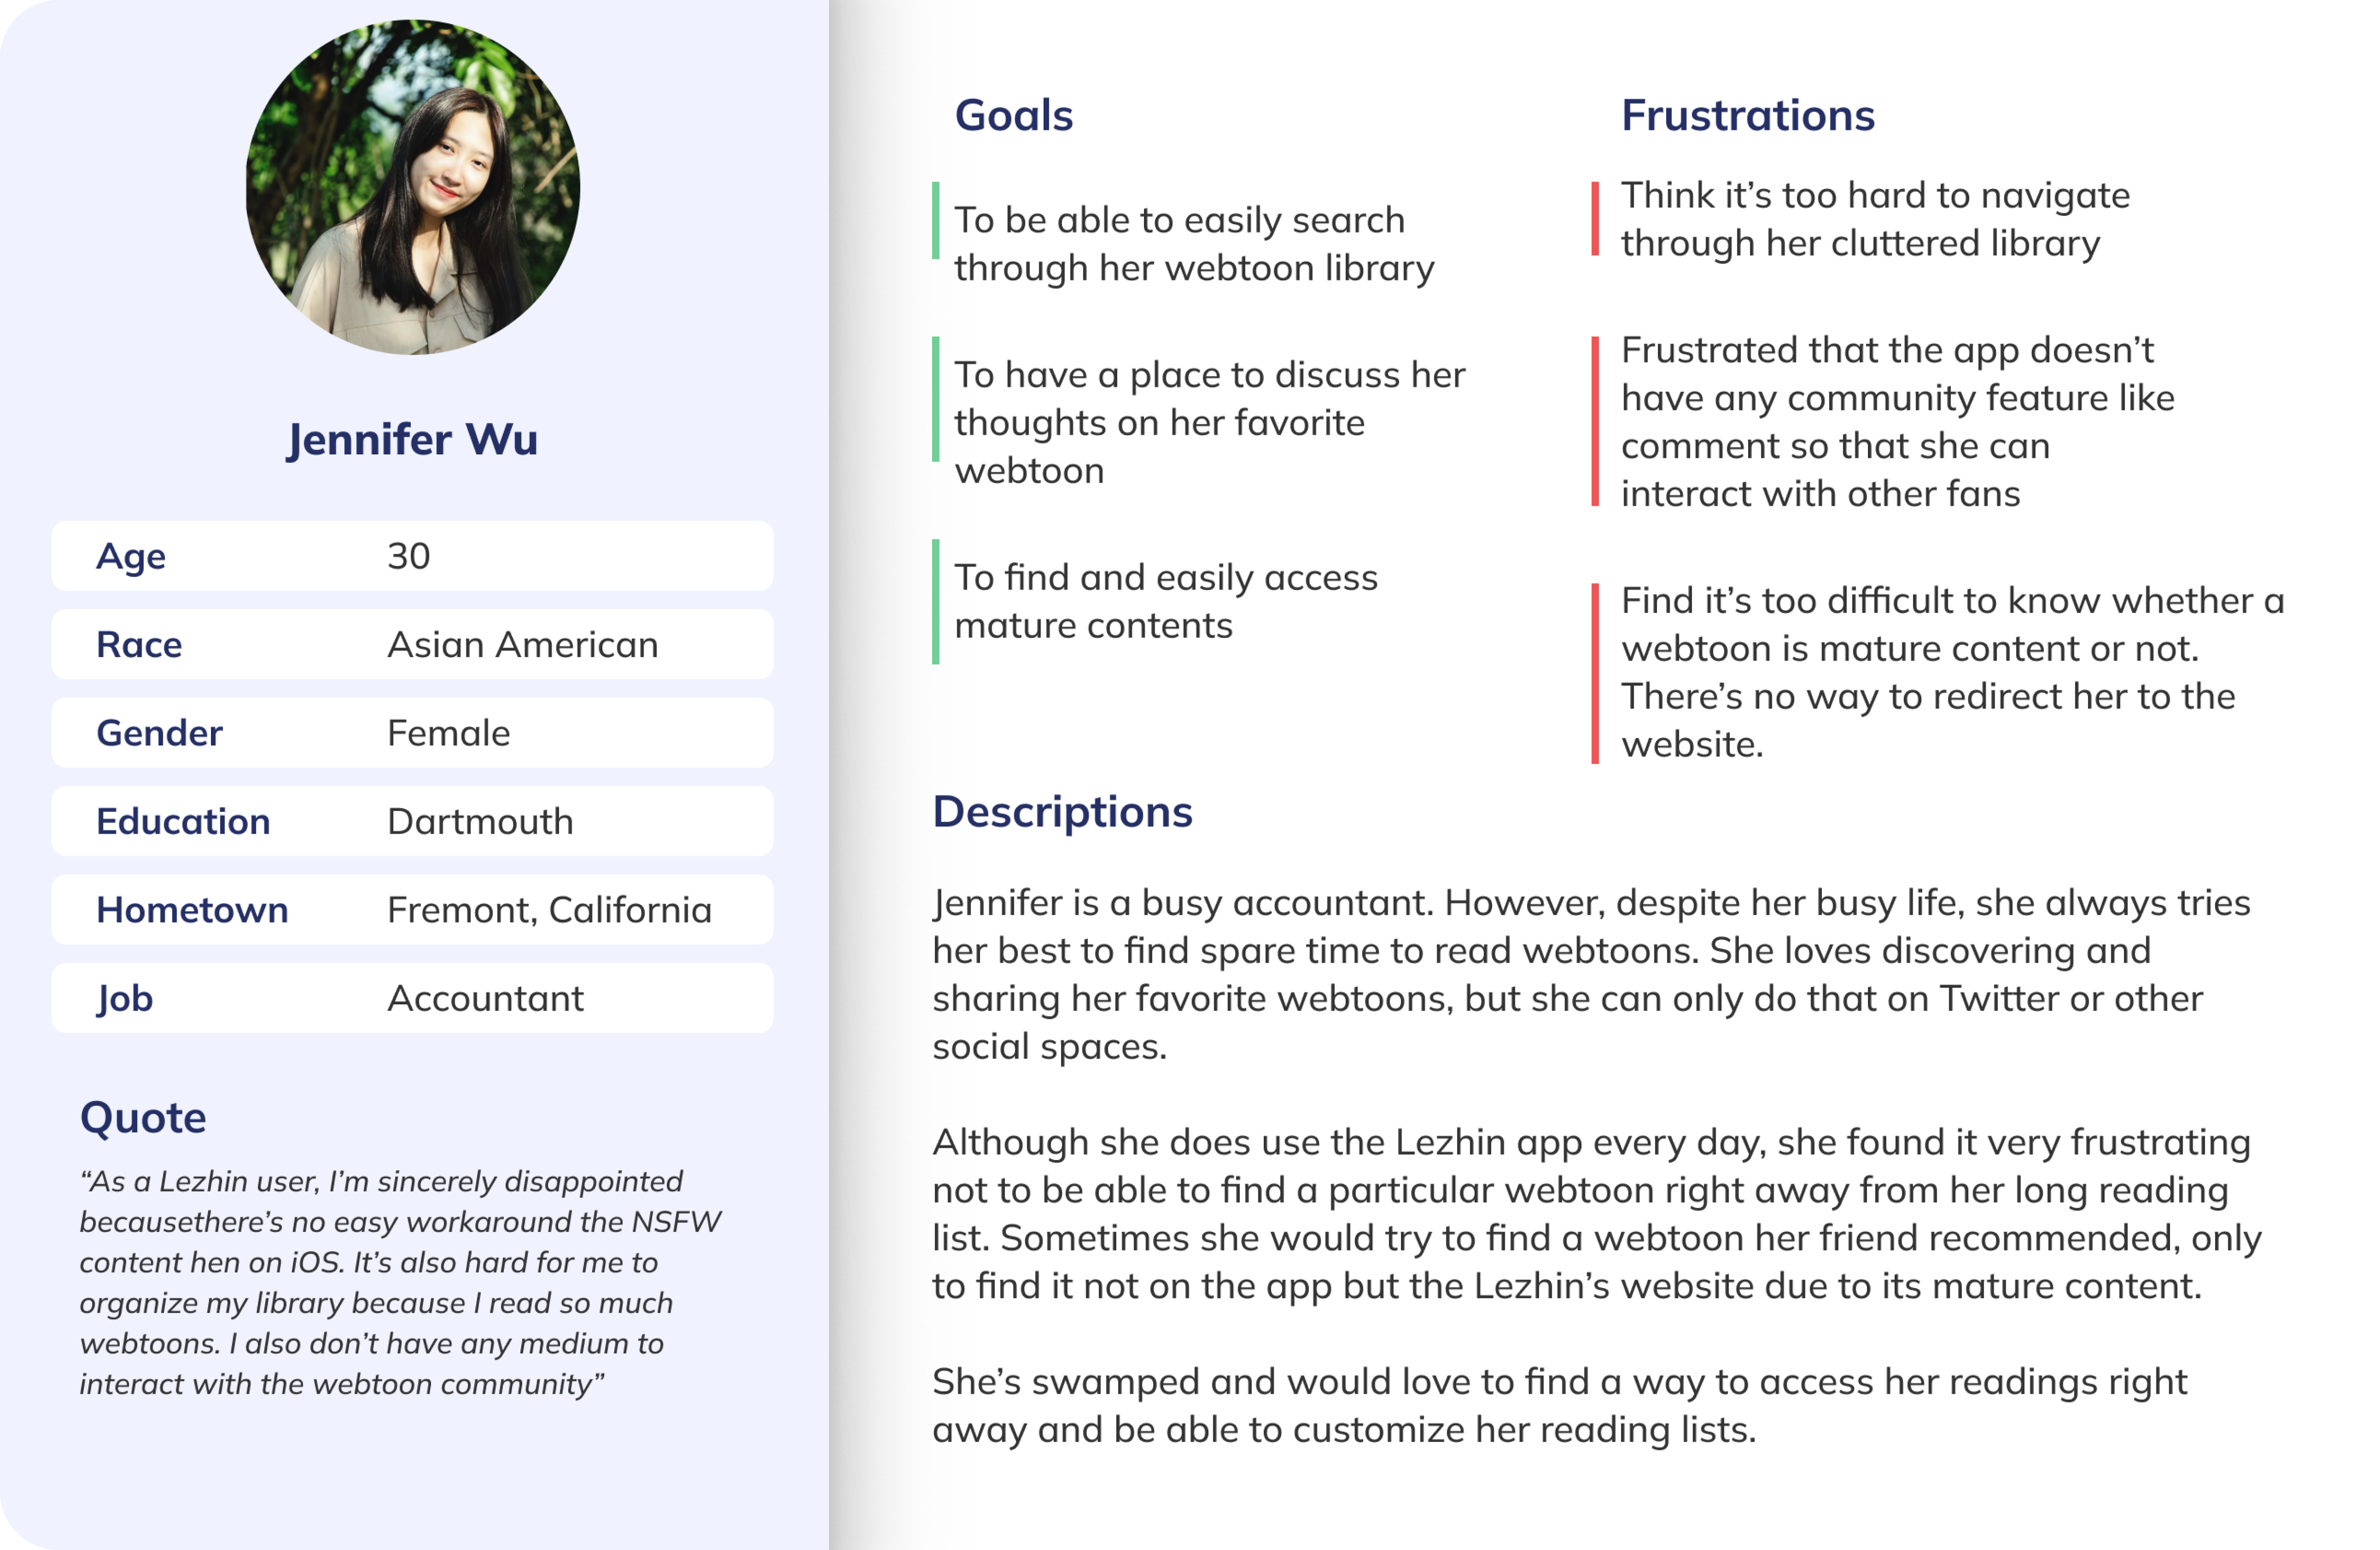 Jennifer Wu
Age 30
Race Asian American
Gender Female
Education Dartmouth
Hometown Fremont, California
Job Accountant
Quote
“As a Lezhin user, I’m sincerely disappointed
becausethere’s no easy workaround the NSFW
content hen on iOS. It’s also hard for me to
organize my library because I read so much
webtoons. I also don’t have any medium to
interact with the webtoon community”
Goals
To be able to easily search
through her webtoon library
To have a place to discuss her
thoughts on her favorite
webtoon
To find and easily access
mature contents
Frustrations
Think it’s too hard to navigate
through her cluttered library
Frustrated that the app doesn’t
have any community feature like
comment so that she can
interact with other fans
Find it’s too difficult to know whether a
webtoon is mature content or not.
There’s no way to redirect her to the
website.
Descriptions
Jennifer is a busy accountant. However, despite her busy life, she always tries
her best to find spare time to read webtoons. She loves discovering and
sharing her favorite webtoons, but she can only do that on Twitter or other
social spaces.
Although she does use the Lezhin app every day, she found it very frustrating
not to be able to find a particular webtoon right away from her long reading
list. Sometimes she would try to find a webtoon her friend recommended, only
to find it not on the app but the Lezhin’s website due to its mature content.
She’s swamped and would love to find a way to access her readings right
away and be able to customize her reading lists.